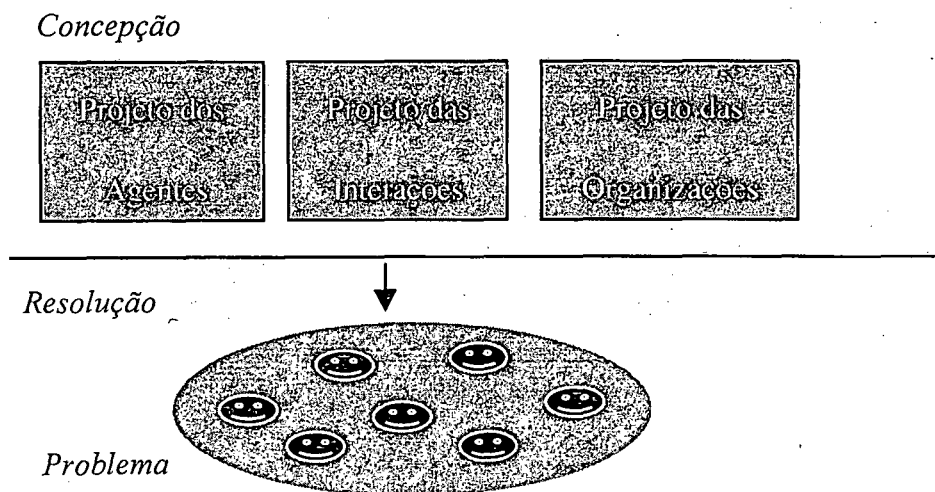 Concepção
Projeto dos
Agentes
Projeto das
Interações
Projeto das
Organizações
Resolução
Problema